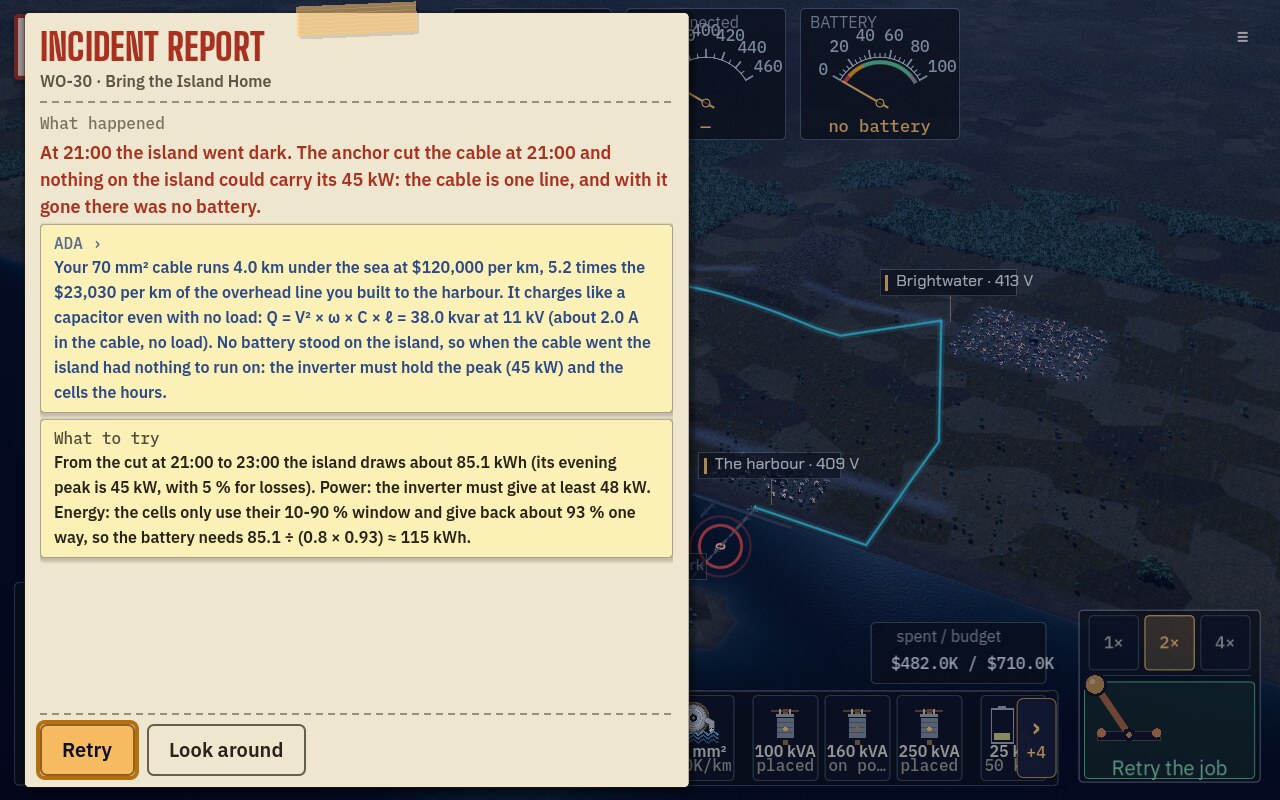 INCIDENT REPORT
WO-30 · Bring the Island Home
What happened
At 21:00 the island went dark. The anchor cut the cable at 21:00 and
nothing on the island could carry its 45 kW: the cable is one line, and with it
gone there was no battery.
ADA ›
Your 70 mm² cable runs 4.0 km under the sea at $120,000 per km, 5.2 times the
$23,030 per km of the overhead line you built to the harbour. It charges like a
capacitor even with no load: Q = V² × ω × C × ℓ = 38.0 kvar at 11 kV (about 2.0 A
in the cable, no load). No battery stood on the island, so when the cable went the
island had nothing to run on: the inverter must hold the peak (45 kW) and the
cells the hours.
What to try
From the cut at 21:00 to 23:00 the island draws about 85.1 kWh (its evening
peak is 45 kW, with 5 % for losses). Power: the inverter must give at least 48 kW.
Energy: the cells only use their 10-90 % window and give back about 93 % one
way, so the battery needs 85.1 ÷ (0.8 × 0.93) ≈ 115 kWh.
Retry
Look around
400 420
440
460
–
BATTERY
0 20 40 60 80 100
no battery
≡
Brightwater · 413 V
The harbour · 409 V
spent / budget
$482.0K / $710.0K
mm²
K/km
100 kVA
placed
160 kVA
on po…
250 kVA
placed
25 k
50
›
+4
1×
2×
4×
Retry the job